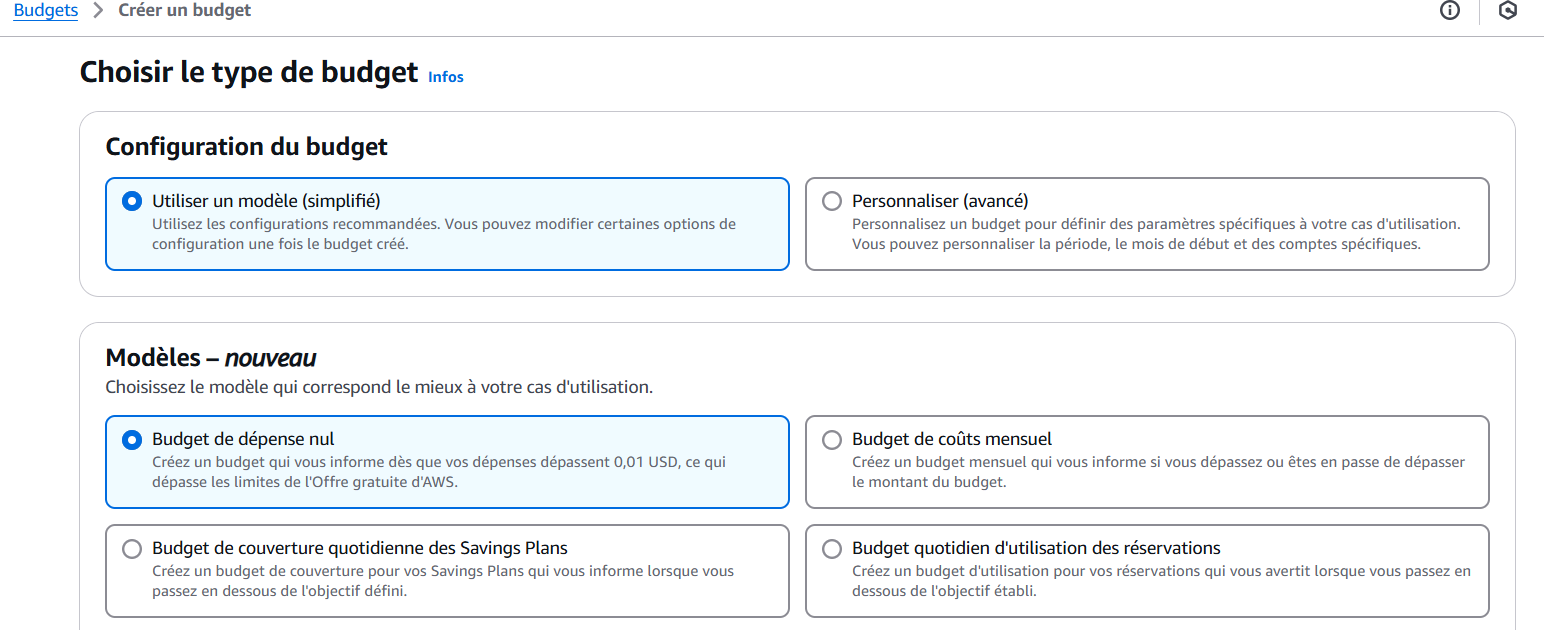 Budgets > Créer un budget
Choisir le type de budget Infos
Configuration du budget
Utiliser un modèle (simplifié)
Utilisez les configurations recommandées. Vous pouvez modifier certaines options de
configuration une fois le budget créé.
Personnaliser (avancé)
Personnalisez un budget pour définir des paramètres spécifiques à votre cas d'utilisation.
Vous pouvez personnaliser la période, le mois de début et des comptes spécifiques.
Modèles – nouveau
Choisissez le modèle qui correspond le mieux à votre cas d'utilisation.
Budget de dépense nul
Créez un budget qui vous informe dès que vos dépenses dépassent 0,01 USD, ce qui
dépasse les limites de l'Offre gratuite d'AWS.
Budget de coûts mensuel
Créez un budget mensuel qui vous informe si vous dépassez ou êtes en passe de dépasser
le montant du budget.
Budget de couverture quotidienne des Savings Plans
Créez un budget de couverture pour vos Savings Plans qui vous informe lorsque vous
passez en dessous de l'objectif défini.
Budget quotidien d'utilisation des réservations
Créez un budget d'utilisation pour vos réservations qui vous avertit lorsque vous passez en
dessous de l'objectif établi.